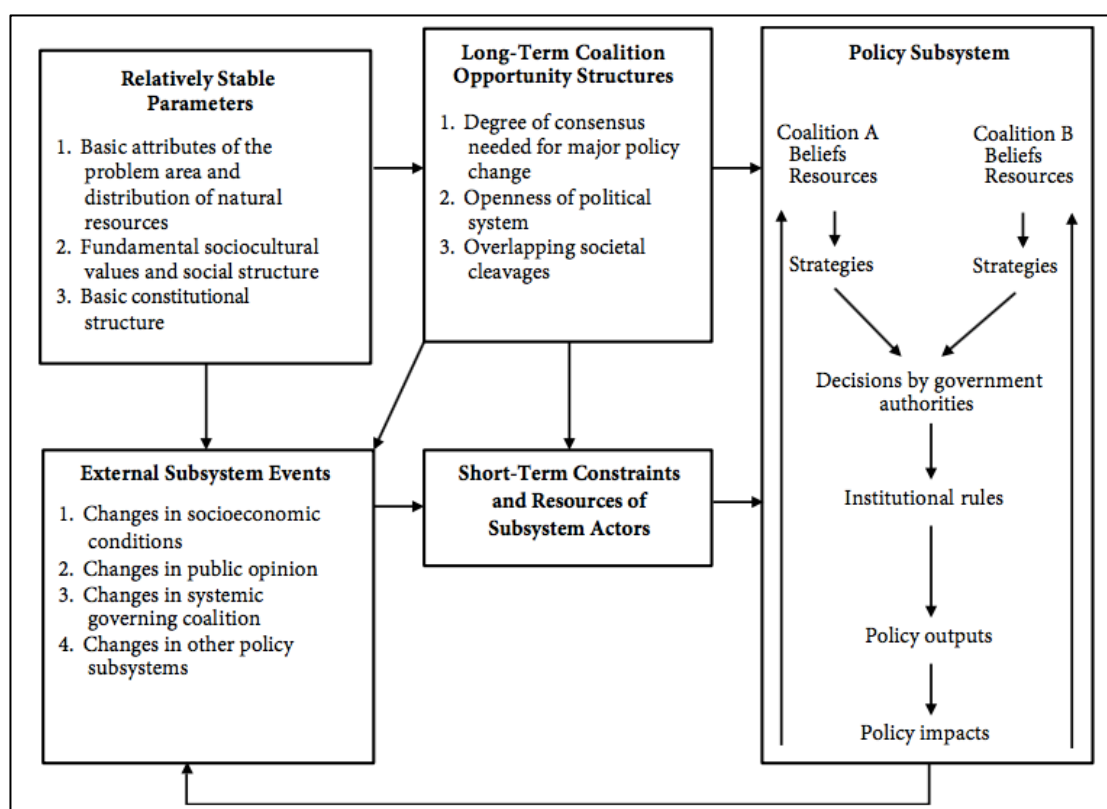 Relatively Stable
Parameters
1. Basic attributes of the
problem area and
distribution of natural
resources
2. Fundamental sociocultural
values and social structure
3. Basic constitutional
structure
Long-Term Coalition
Opportunity Structures
1. Degree of consensus
needed for major policy
change
2. Openness of political
system
3. Overlapping societal
cleavages
Policy Subsystem
Coalition A
Beliefs
Resources
Coalition B
Beliefs
Resources
Strategies
Strategies
Decisions by government
authorities
Institutional rules
Policy outputs
Policy impacts
External Subsystem Events
1. Changes in socioeconomic
conditions
2. Changes in public opinion
3. Changes in systemic
governing coalition
4. Changes in other policy
subsystems
Short-Term Constraints
and Resources of
Subsystem Actors